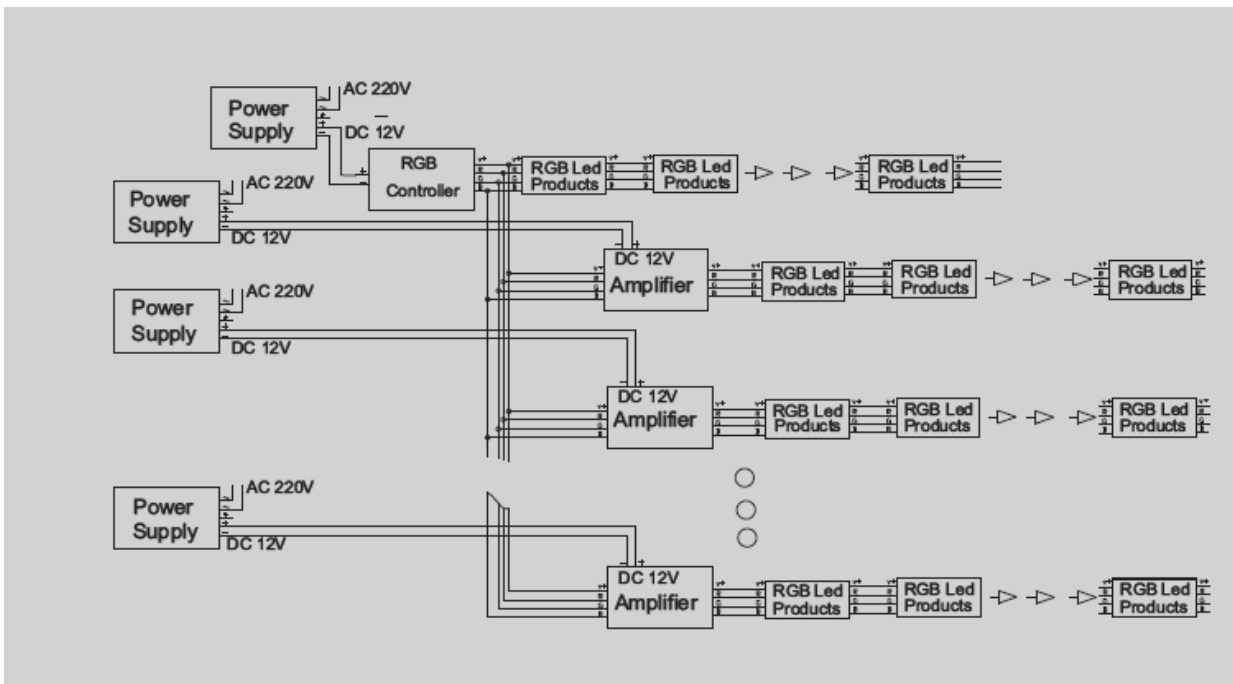 Power
Supply
AC 220V
DC 12V
RGB
Controller
RGB Led
Products
RGB Led
Products
RGB Led
Products
Power
Supply
AC 220V
DC 12V
DC 12V
Amplifier
RGB Led
Products
RGB Led
Products
RGB Led
Products
Power
Supply
AC 220V
DC 12V
DC 12V
Amplifier
RGB Led
Products
RGB Led
Products
RGB Led
Products
Power
Supply
AC 220V
DC 12V
DC 12V
Amplifier
RGB Led
Products
RGB Led
Products
RGB Led
Products